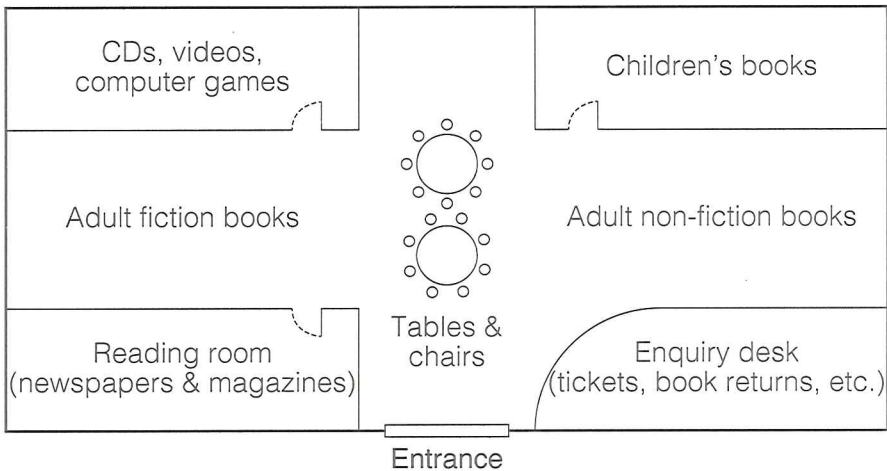 CDs, videos,
computer games
Children's books
Adult fiction books
Adult non-fiction books
Tables &
chairs
Reading room
(newspapers & magazines)
Enquiry desk
(tickets, book returns, etc.)
Entrance